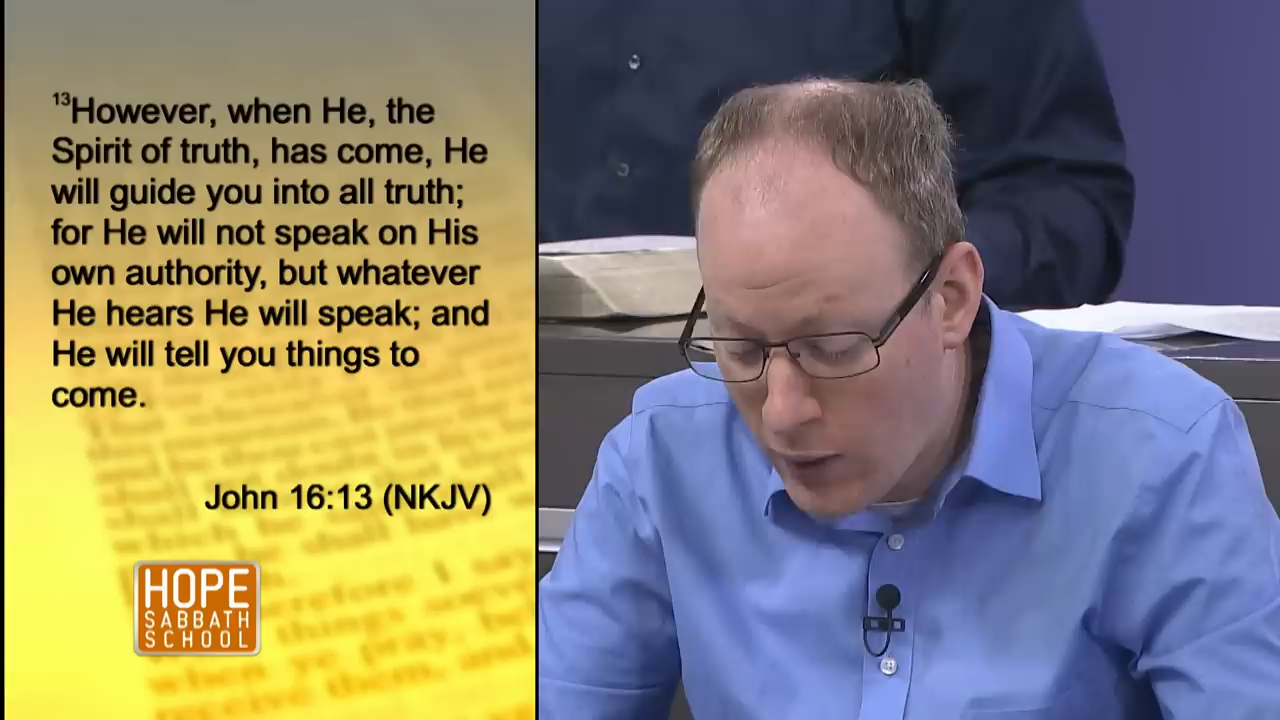 ¹³However, when He, the
Spirit of truth, has come, He
will guide you into all truth;
for He will not speak on His
own authority, but whatever
He hears He will speak; and
He will tell you things to
come.
John 16:13 (NKJV)
HOPE
SABBATH
SCHOOL